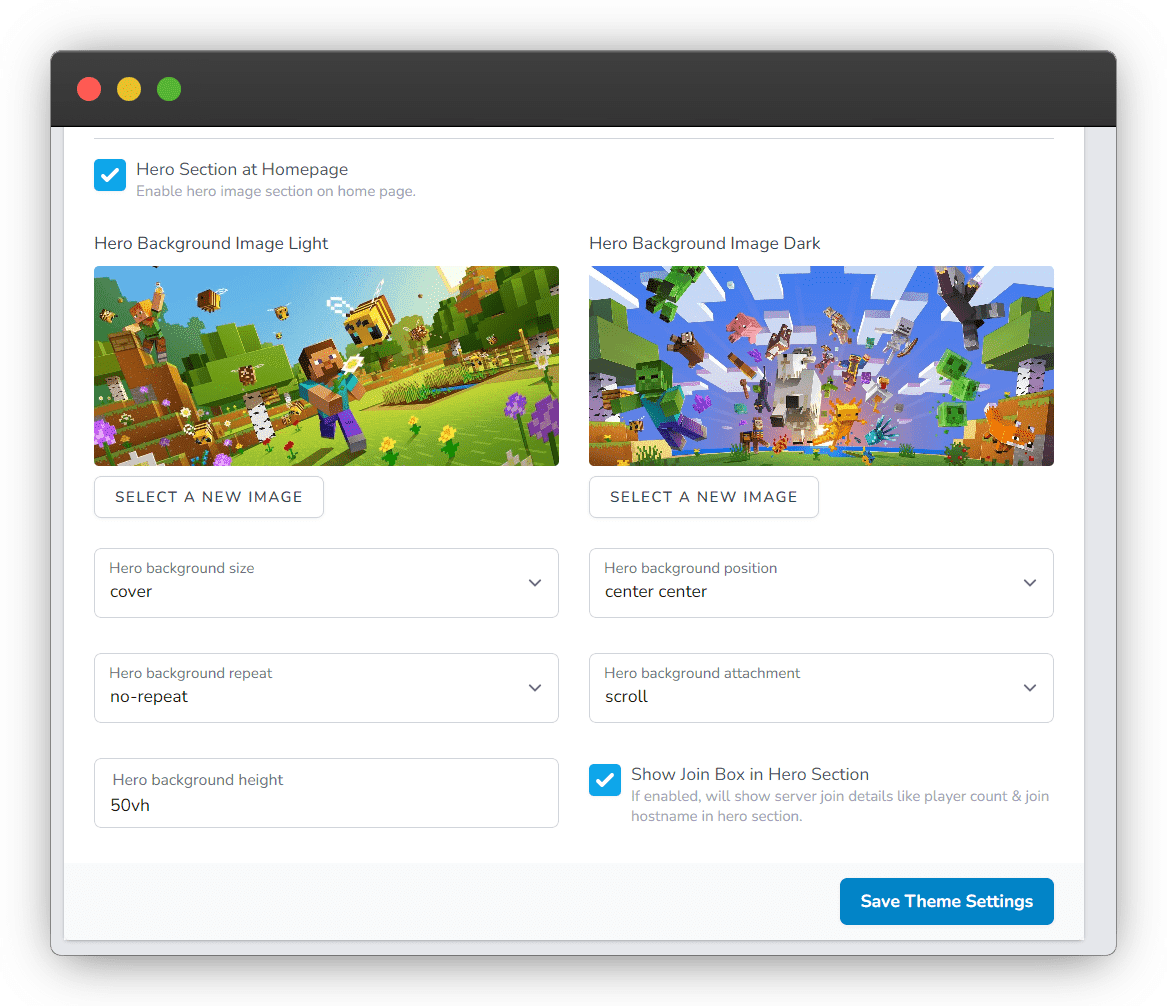 Hero Section at Homepage
Enable hero image section on home page.
Hero Background Image Light
Hero Background Image Dark
SELECT A NEW IMAGE
SELECT A NEW IMAGE
Hero background size
cover
Hero background position
center center
Hero background repeat
no-repeat
Hero background attachment
scroll
Hero background height
50vh
Show Join Box in Hero Section
If enabled, will show server join details like player count & join
hostname in hero section.
Save Theme Settings